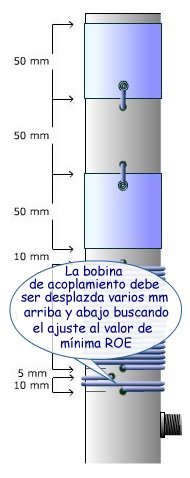 50 mm
50 mm
50 mm
10 mm
La bobina
de acoplamiento debe
ser desplazda varios mm
arriba y abajo buscando
el ajuste al valor de
mínima ROE
5 mm
10 mm